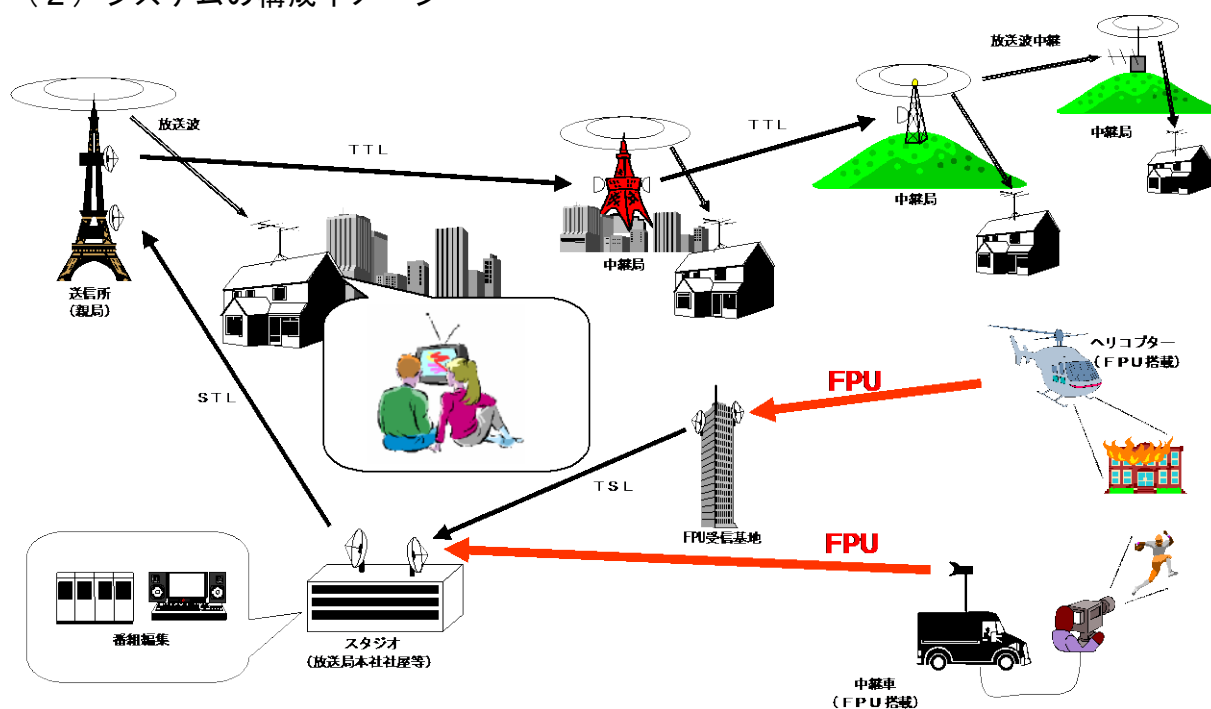 （2）システムの構成イメージ
放送波中継
放送波
TTL
TTL
中継局
中継局
中継局
送信所
（親局）
ヘリコプター
（FPU搭載）
FPU
STL
TSL
FPU受信基地
FPU
番組編集
スタジオ
（放送局本社社屋等）
中継車
（FPU搭載）